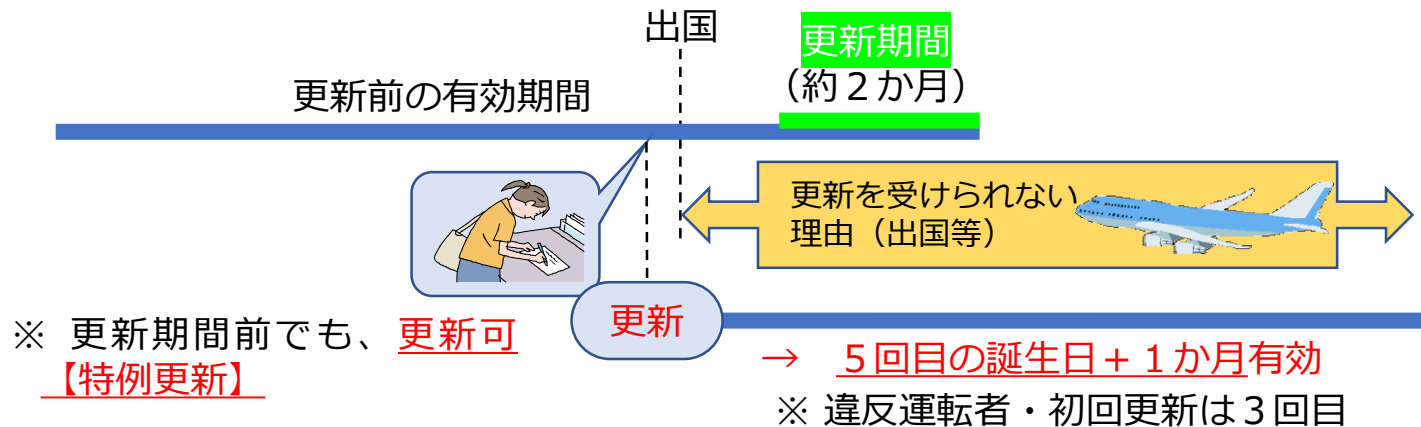 出国
更新期間
（約２か月）
更新前の有効期間
更新を受けられない
理由（出国等）
更新
※ 更新期間前でも、更新可
【特例更新】
→ ５回目の誕生日＋１か月有効
※ 違反運転者・初回更新は３回目